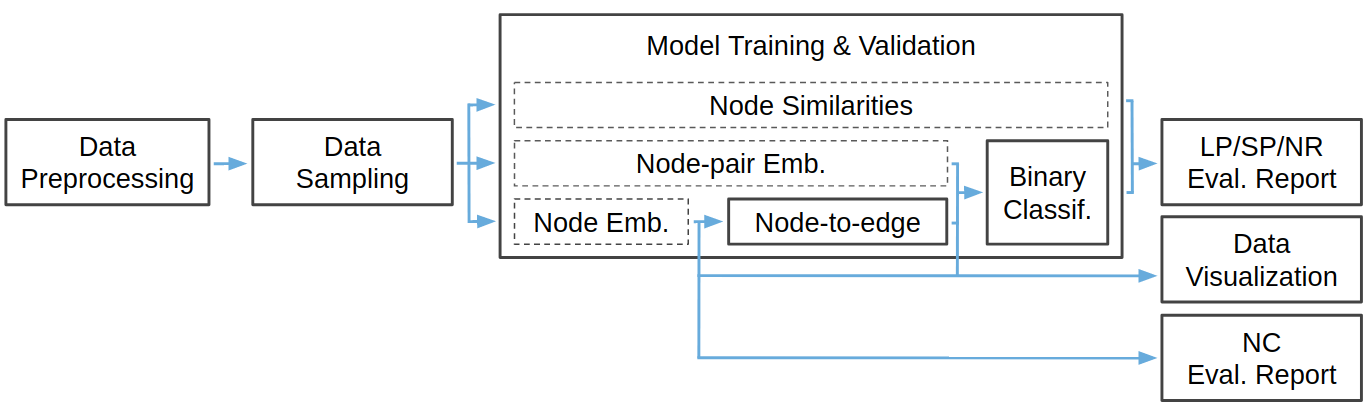 Model Training & Validation
Node Similarities
Data
Preprocessing
Data
Sampling
Node-pair Emb.
Node Emb.
Node-to-edge
Binary
Classif.
LP/SP/NR
Eval. Report
Data
Visualization
NC
Eval. Report